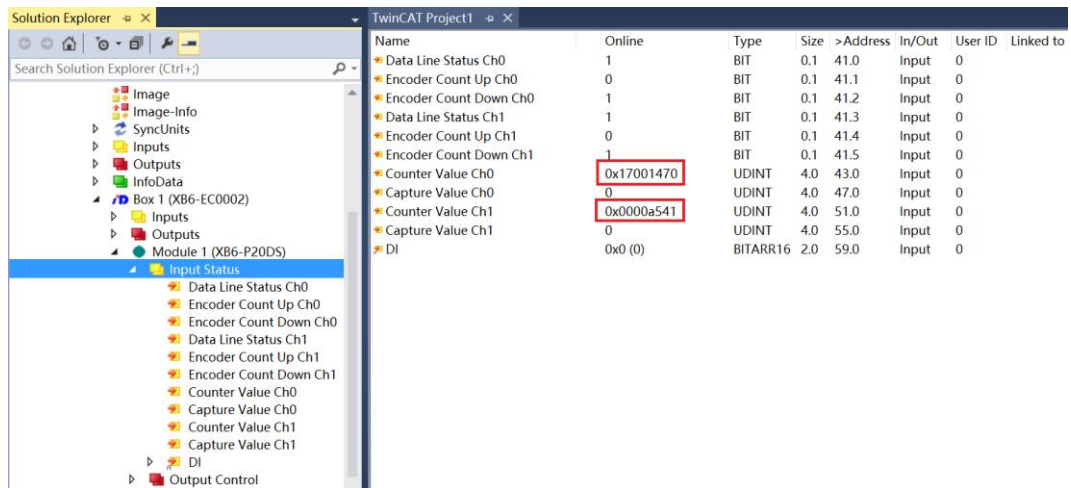 Solution Explorer
Search Solution Explorer (Ctrl+;)
Image
Image-Info
SyncUnits
Inputs
Outputs
InfoData
Box 1 (XB6-EC0002)
Inputs
Outputs
Module 1 (XB6-P20DS)
Input Status
Data Line Status Ch0
Encoder Count Up Ch0
Encoder Count Down Ch0
Data Line Status Ch1
Encoder Count Up Ch1
Encoder Count Down Ch1
Counter Value Ch0
Capture Value Ch0
Counter Value Ch1
Capture Value Ch1
DI
Output Control
TwinCAT Project1
Name Online Type Size >Address In/Out User ID Linked to
Data Line Status Ch0 1 BIT 0.1 41.0 Input 0
Encoder Count Up Ch0 0 BIT 0.1 41.1 Input 0
Encoder Count Down Ch0 1 BIT 0.1 41.2 Input 0
Data Line Status Ch1 1 BIT 0.1 41.3 Input 0
Encoder Count Up Ch1 0 BIT 0.1 41.4 Input 0
Encoder Count Down Ch1 1 BIT 0.1 41.5 Input 0
Counter Value Ch0 0x17001470 UDINT 4.0 43.0 Input 0
Capture Value Ch0 0 UDINT 4.0 47.0 Input 0
Counter Value Ch1 0x0000a541 UDINT 4.0 51.0 Input 0
Capture Value Ch1 0 UDINT 4.0 55.0 Input 0
DI 0x0 (0) BITARR16 2.0 59.0 Input 0